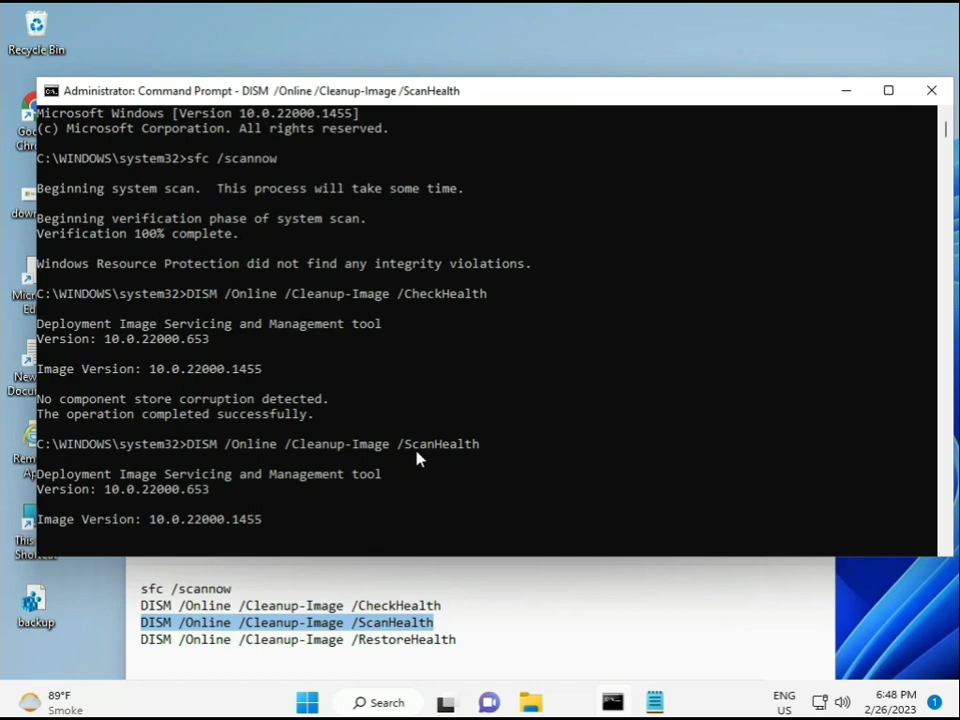 Recycle Bin
Administrator: Command Prompt - DISM /Online /Cleanup-Image /ScanHealth
Microsoft Windows [Version 10.0.22000.1455]
(c) Microsoft Corporation. All rights reserved.
C:\WINDOWS\system32>sfc /scannow
Beginning system scan.  This process will take some time.
Beginning verification phase of system scan.
Verification 100% complete.
Windows Resource Protection did not find any integrity violations.
C:\WINDOWS\system32>DISM /Online /Cleanup-Image /CheckHealth
Deployment Image Servicing and Management tool
Version: 10.0.22000.653
Image Version: 10.0.22000.1455
No component store corruption detected.
The operation completed successfully.
C:\WINDOWS\system32>DISM /Online /Cleanup-Image /ScanHealth
Deployment Image Servicing and Management tool
Version: 10.0.22000.653
Image Version: 10.0.22000.1455
backup
sfc /scannow
DISM /Online /Cleanup-Image /CheckHealth
DISM /Online /Cleanup-Image /ScanHealth
DISM /Online /Cleanup-Image /RestoreHealth
89°F
Smoke
Search
ENG
US
6:48 PM
2/26/2023
1